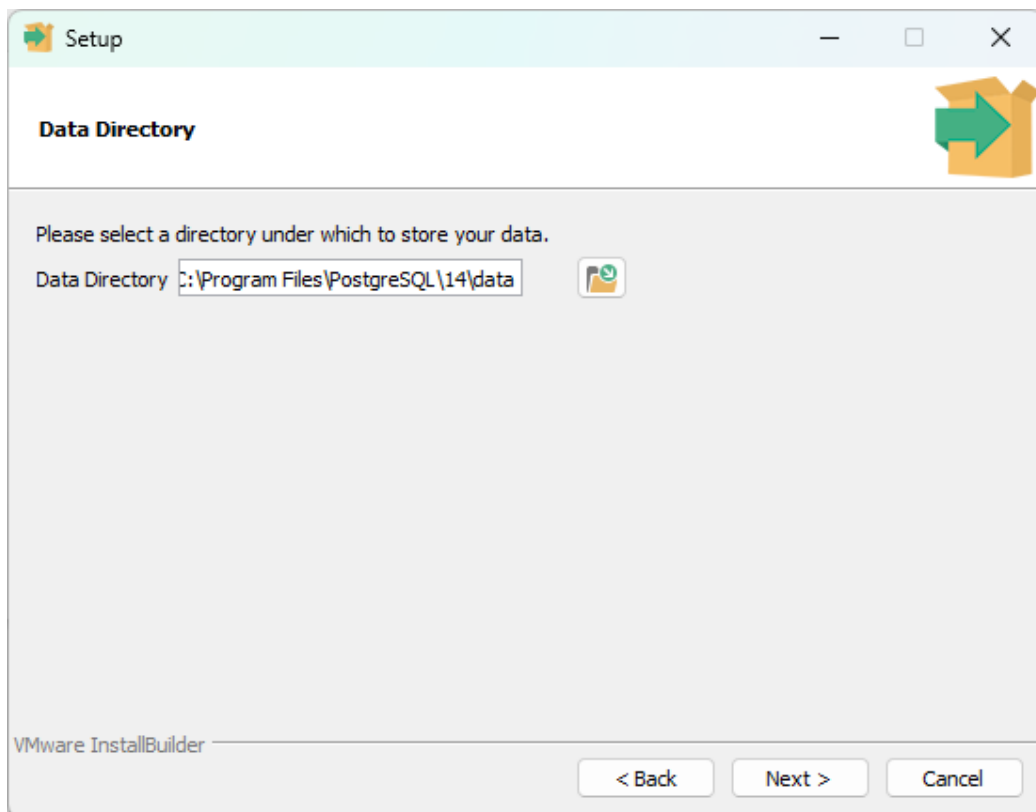 Setup
Data Directory
Please select a directory under which to store your data.
Data Directory C:\Program Files\PostgreSQL\14\data
VMware InstallBuilder
< Back Next > Cancel